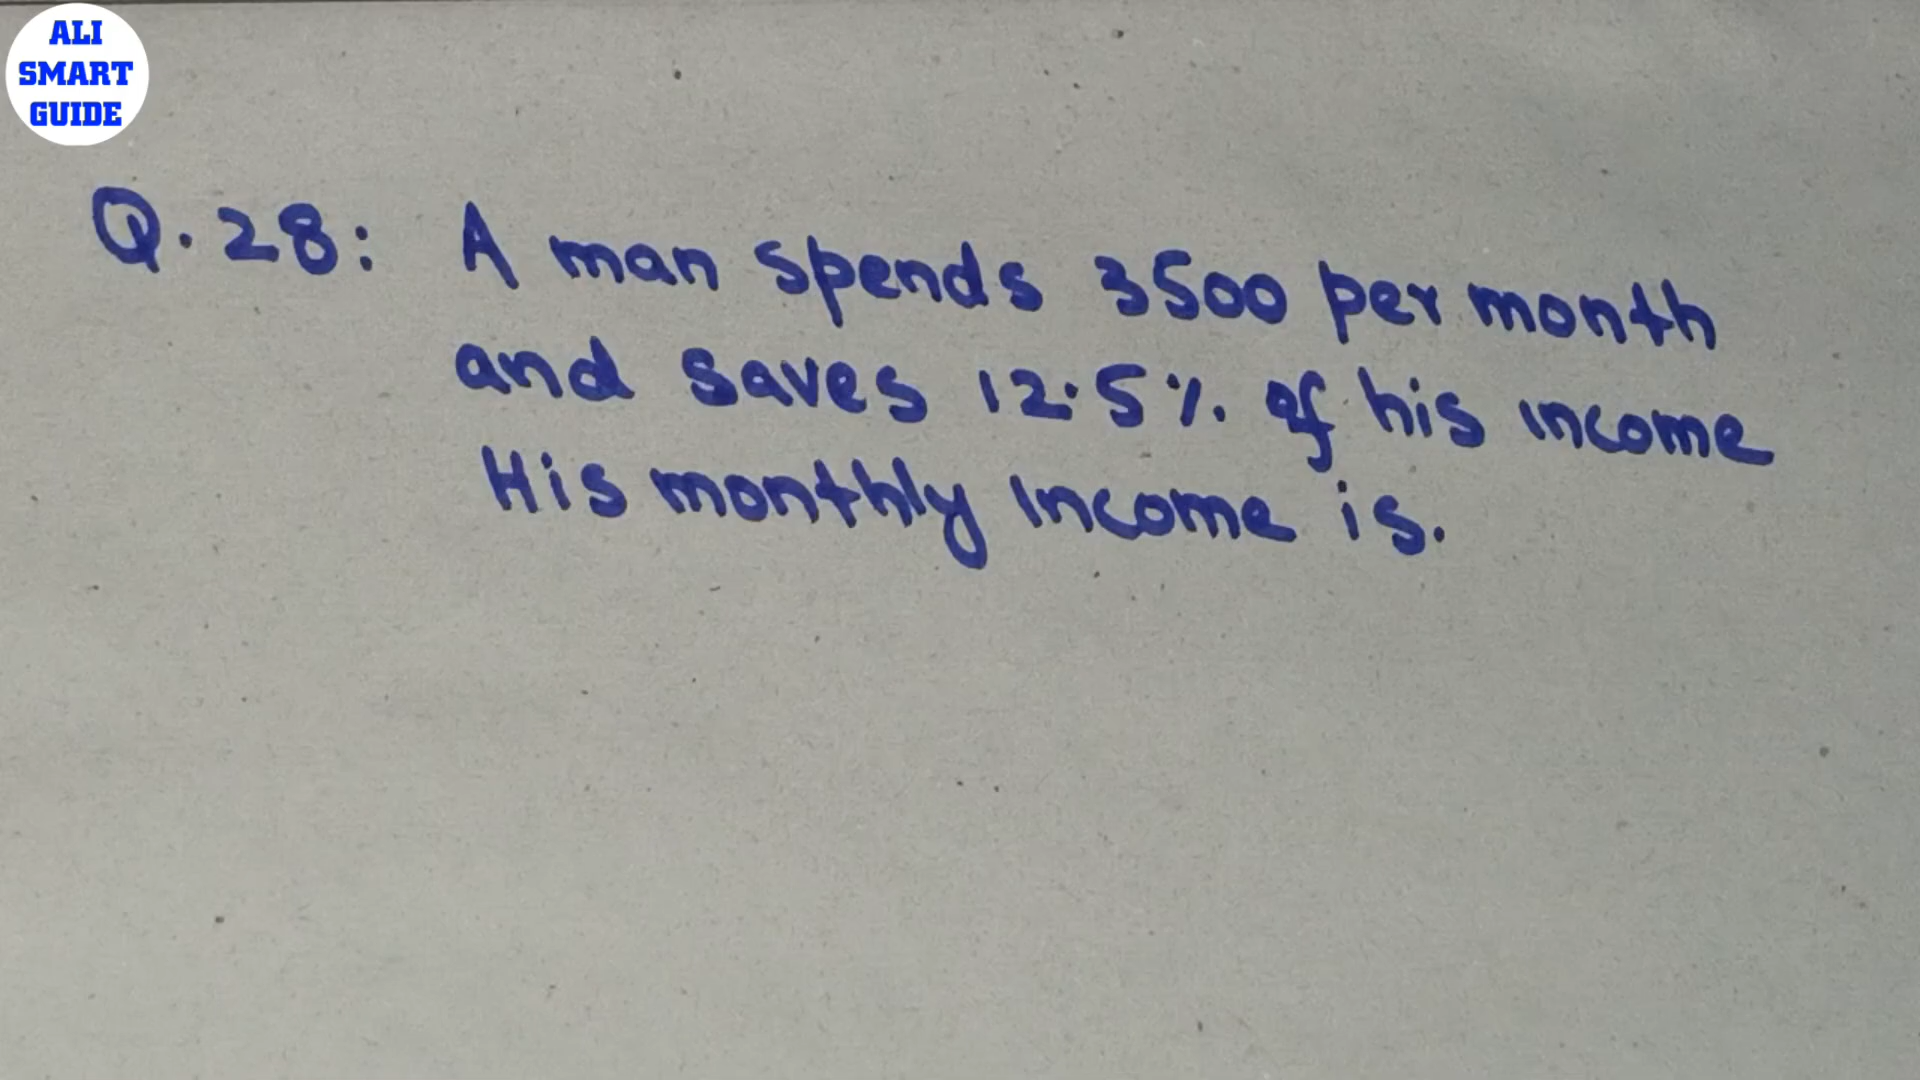 ALI
SMART
GUIDE
Q.28: A man spends 3500 per month
and saves 12.5% of his income
His monthly income is.